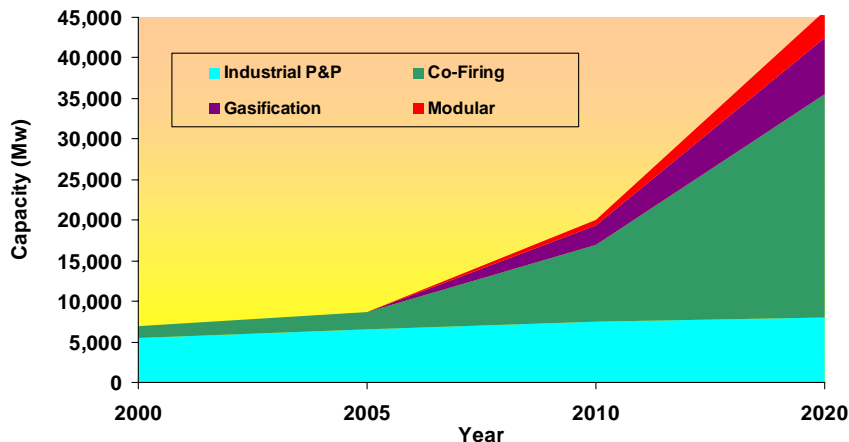 45,000
40,000
35,000
30,000
25,000
20,000
15,000
10,000
5,000
0
Capacity (Mw)
Industrial P&P Co-Firing
Gasification Modular
2000 2005 2010 2020
Year